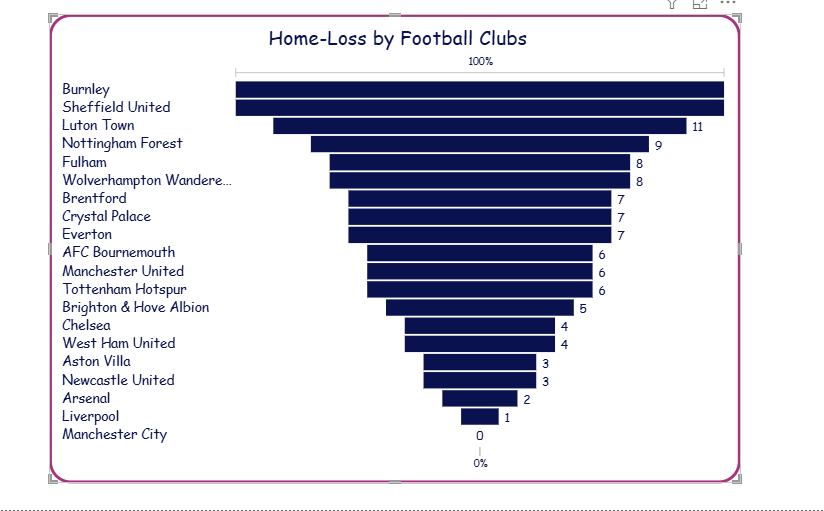 Home-Loss by Football Clubs
100%
Burnley
Sheffield United
Luton Town 11
Nottingham Forest 9
Fulham 8
Wolverhampton Wandere... 8
Brentford 7
Crystal Palace 7
Everton 7
AFC Bournemouth 6
Manchester United 6
Tottenham Hotspur 6
Brighton & Hove Albion 5
Chelsea 4
West Ham United 4
Aston Villa 3
Newcastle United 3
Arsenal 2
Liverpool 1
Manchester City 0
0%